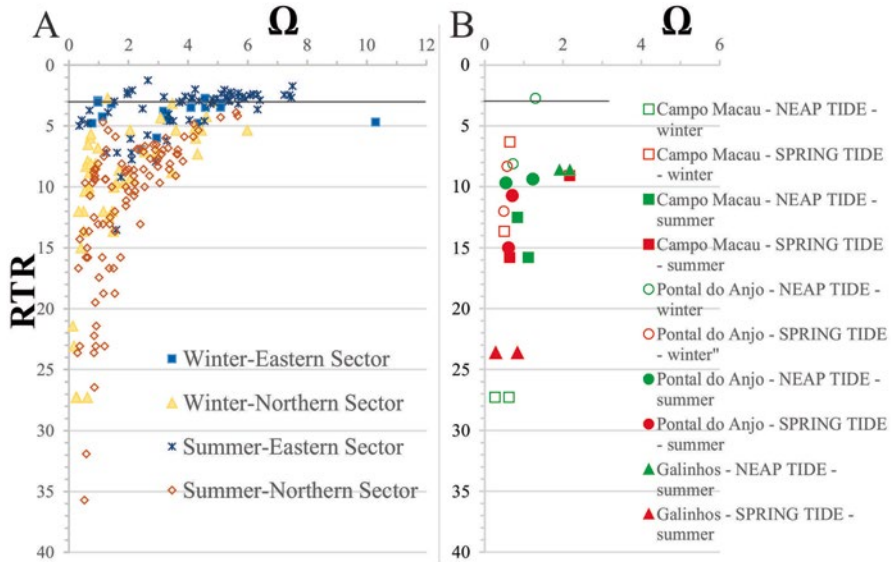 A
Ω
0 2 4 6 8 10 12
0
5
10
15
20
25
30
35
40
RTR
Winter-Eastern Sector
Winter-Northern Sector
Summer-Eastern Sector
Summer-Northern Sector
B
Ω
0 2 4 6
0
5
10
15
20
25
30
35
40
Campo Macau - NEAP TIDE -
winter
Campo Macau - SPRING TIDE
- winter
Campo Macau - NEAP TIDE -
summer
Campo Macau - SPRING TIDE
- summer
Pontal do Anjo - NEAP TIDE -
winter
Pontal do Anjo - SPRING TIDE
- winter"
Pontal do Anjo - NEAP TIDE -
summer
Pontal do Anjo - SPRING TIDE
- summer
Galinhos - NEAP TIDE -
summer
Galinhos - SPRING TIDE -
summer